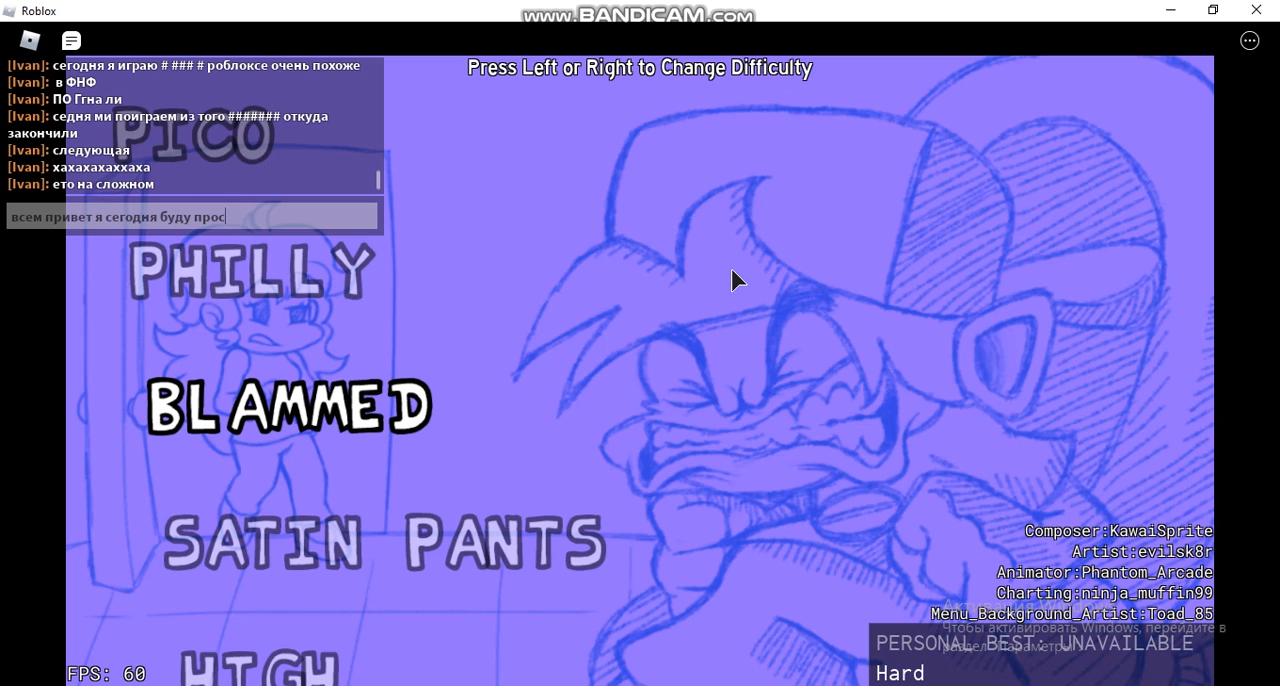 Roblox
www.BANDICAM.com
[Ivan]: сегодня я играю # ### # роблоксе очень похоже
[Ivan]: в ФНФ
[Ivan]: ПО Ггна ли
[Ivan]: седня ми поиграем из того ####### откуда
закончили
[Ivan]: следующая
[Ivan]: хахахахаххаха
[Ivan]: ето на сложном
всем привет я сегодня буду прос
Press Left or Right to Change Difficulty
PICO
PHILLY
BLAMMED
SATIN PANTS
HIGH
Composer:KawaiSprite
Artist:evilsk8r
Animator:Phantom_Arcade
Charting:ninja_muffin99
Menu_Background_Artist:Toad_85
Чтобы активировать Windows, перейдите в
раздел "Параметры".
PERSONAL BEST: UNAVAILABLE
Hard
FPS: 60